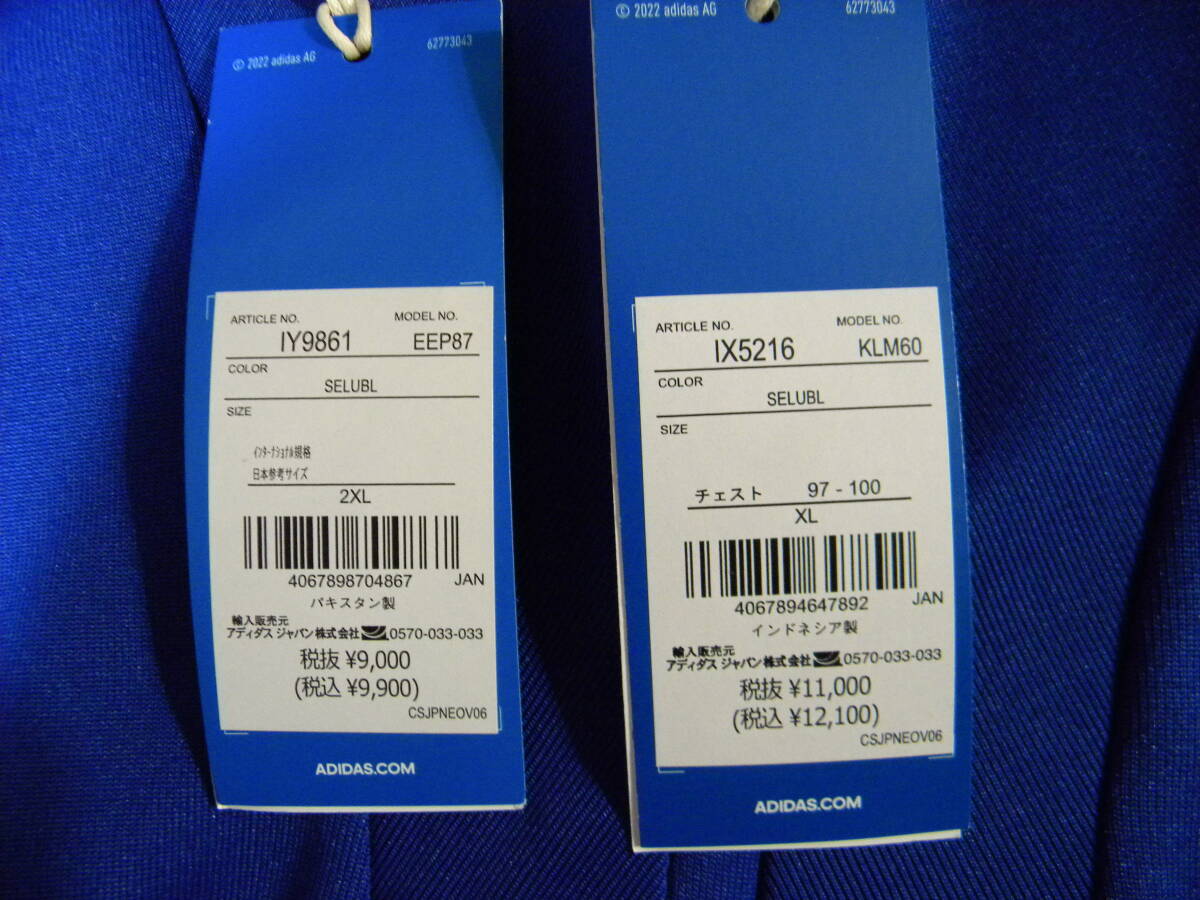 © 2022 adidas AG
62773043
ARTICLE NO.
MODEL NO.
IY9861
EEP87
COLOR
SELUBL
SIZE
インターナショナル規格
日本参考サイズ
2XL
4067898704867
JAN
パキスタン製
輸入販売元
アディダス ジャパン株式会社 0570-033-033
税抜 ¥9,000
(税込 ¥9,900)
CSJPNEOV06
ADIDAS.COM
© 2022 adidas AG
62773043
ARTICLE NO.
MODEL NO.
IX5216
KLM60
COLOR
SELUBL
SIZE
チェスト 97 - 100
XL
4067894647892
JAN
インドネシア製
輸入販売元
アディダス ジャパン株式会社 0570-033-033
税抜 ¥11,000
(税込 ¥12,100)
CSJPNEOV06
ADIDAS.COM